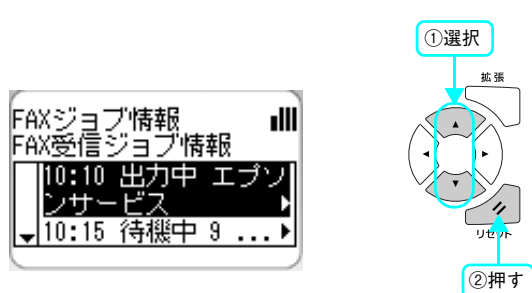 FAXジョブ情報
FAX受信ジョブ情報
10:10 出力中 エプソ
ンサービス
10:15 待機中 9 ...
①選択
拡張
リセット
②押す